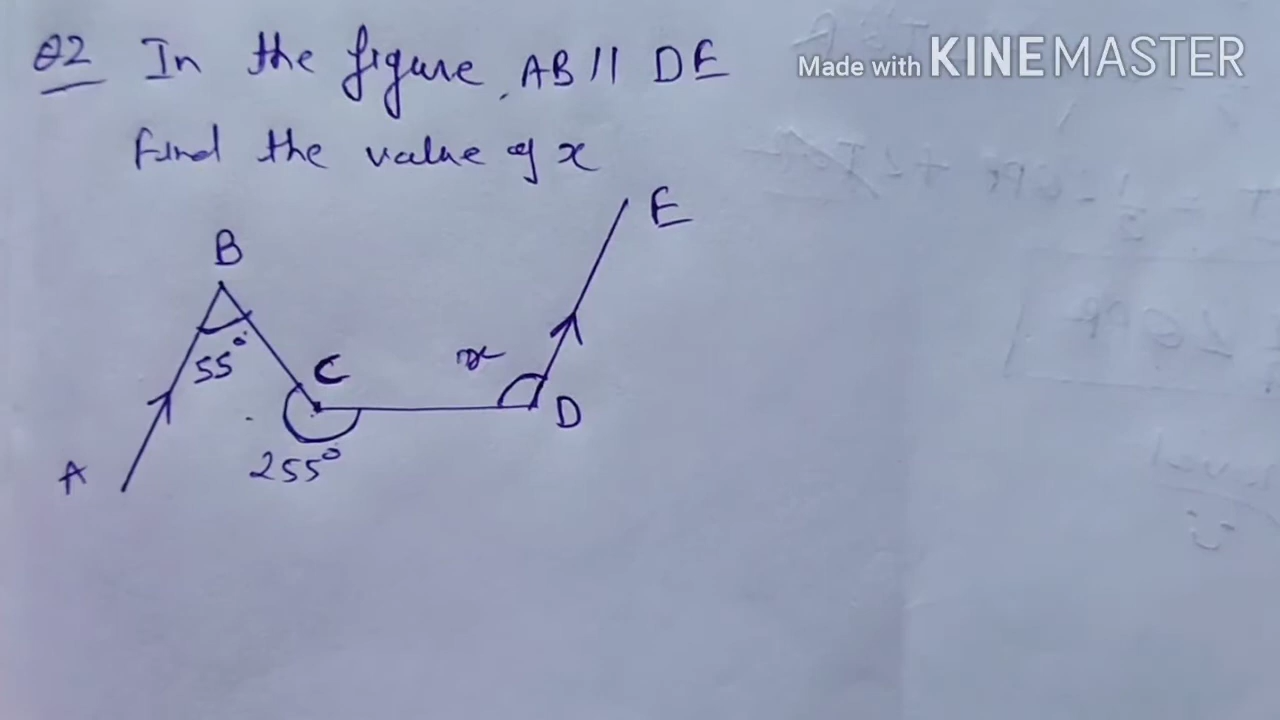 Q2 In the figure, AB || DE
Made with KINEMASTER
Find the value of x
E
B
55°
C
x
D
A
255°